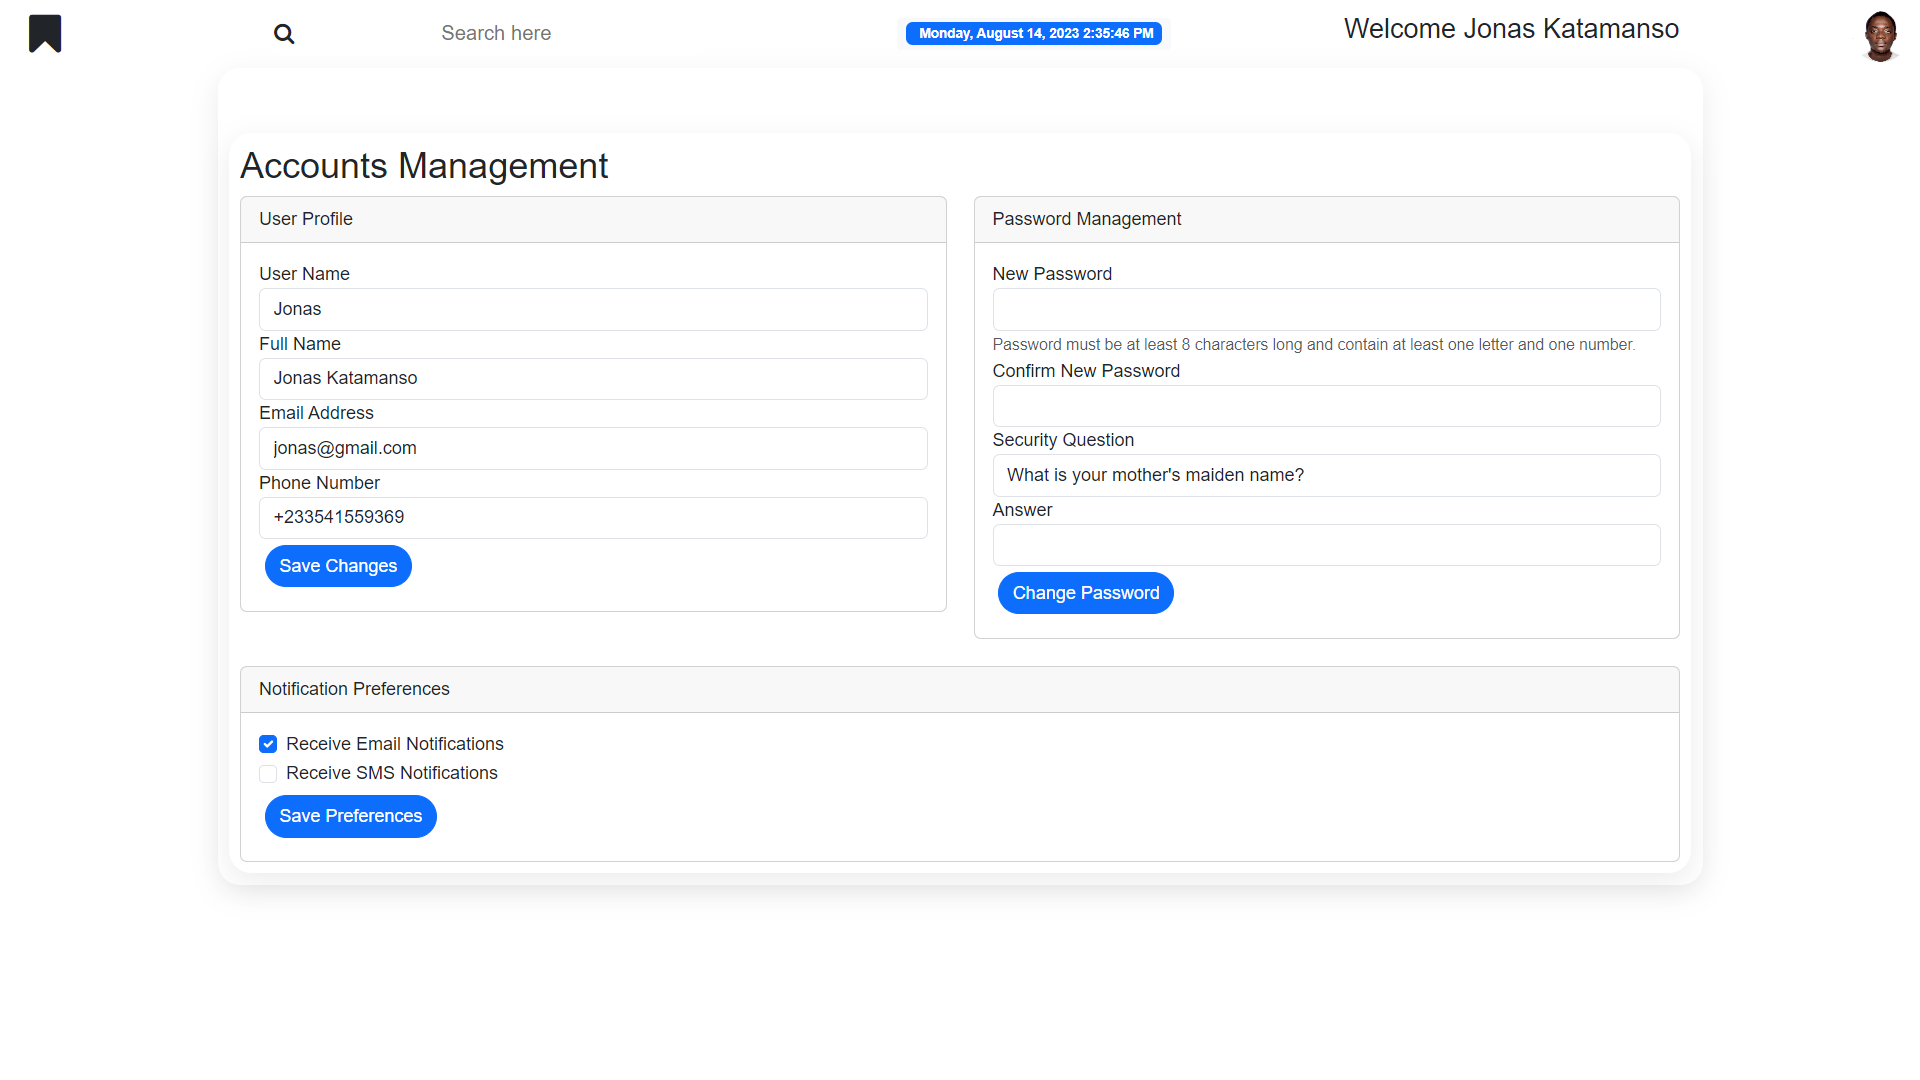 Search here
Monday, August 14, 2023 2:35:46 PM
Welcome Jonas Katamanso
Accounts Management
User Profile
User Name
Jonas
Full Name
Jonas Katamanso
Email Address
jonas@gmail.com
Phone Number
+233541559369
Save Changes
Password Management
New Password
Password must be at least 8 characters long and contain at least one letter and one number.
Confirm New Password
Security Question
What is your mother's maiden name?
Answer
Change Password
Notification Preferences
Receive Email Notifications
Receive SMS Notifications
Save Preferences